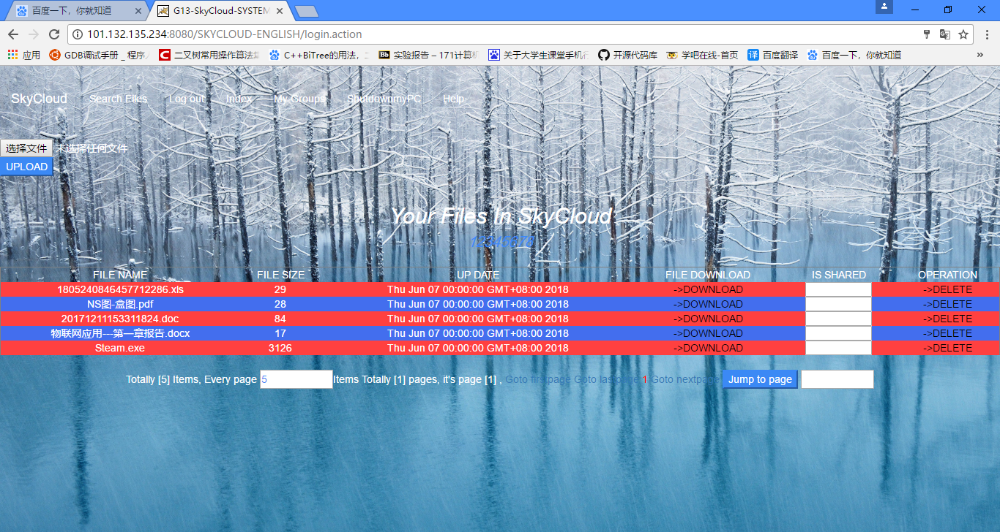 百度一下，你就知道
G13-SkyCloud-SYSTEM
101.132.135.234:8080/SKYCLOUD-ENGLISH/login.action
应用 GDB调试手册 _ 程序 二叉树常用操作算法集 C++BiTree的用法，二 实验报告 – 171计算机 关于大学生课堂手机行 开源代码库 学吧在线-首页 百度翻译 百度一下，你就知道 »
SkyCloud Search Files Log out Index My Groups ShutdownmyPC Help
选择文件 未选择任何文件
UPLOAD
Your Files In SkyCloud
12345678
FILE NAME FILE SIZE UP DATE FILE DOWNLOAD IS SHARED OPERATION
1805240846457712286.xls 29 Thu Jun 07 00:00:00 GMT+08:00 2018 ->DOWNLOAD ->DELETE
NS图-盒图.pdf 28 Thu Jun 07 00:00:00 GMT+08:00 2018 ->DOWNLOAD ->DELETE
20171211153311824.doc 84 Thu Jun 07 00:00:00 GMT+08:00 2018 ->DOWNLOAD ->DELETE
物联网应用---第一章报告.docx 17 Thu Jun 07 00:00:00 GMT+08:00 2018 ->DOWNLOAD ->DELETE
Steam.exe 3126 Thu Jun 07 00:00:00 GMT+08:00 2018 ->DOWNLOAD ->DELETE
Totally [5] Items, Every page 5 Items Totally [1] pages, it's page [1] , Goto firstpage Goto lastpage 1 Goto nextpage Jump to page